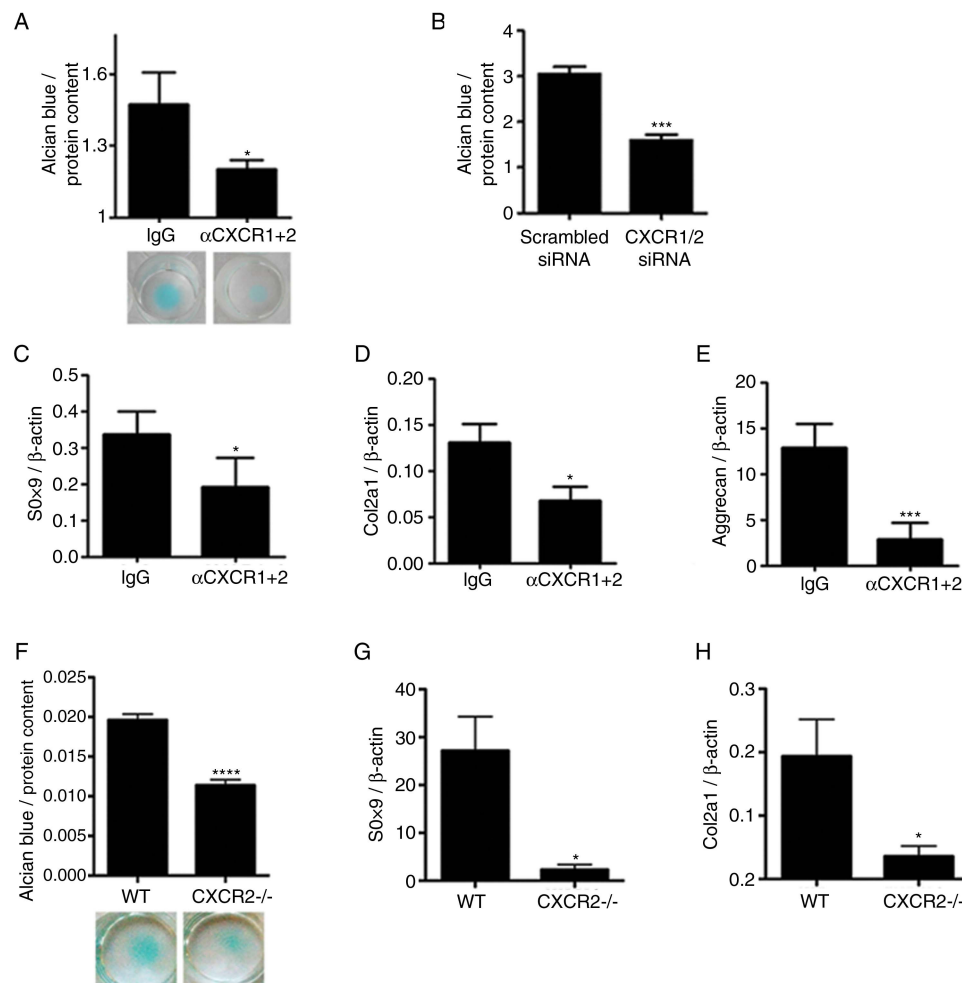 A
Alcian blue /
protein content
1.6
1.3
1
*
IgG αCXCR1+2
B
Alcian blue /
protein content
4
3
2
1
0
***
Scrambled
siRNA
CXCR1/2
siRNA
C
S0×9 / β-actin
0.5
0.4
0.3
0.2
0.1
0.0
*
IgG αCXCR1+2
D
Col2a1 / β-actin
0.20
0.15
0.10
0.05
0.00
*
IgG αCXCR1+2
E
Aggrecan / β-actin
20
15
10
5
0
***
IgG αCXCR1+2
F
Alcian blue / protein content
0.025
0.020
0.015
0.010
0.005
0.000
****
WT CXCR2-/-
G
S0×9 / β-actin
40
30
20
10
0
*
WT CXCR2-/-
H
Col2a1 / β-actin
0.3
0.2
0.1
0.2
*
WT CXCR2-/-